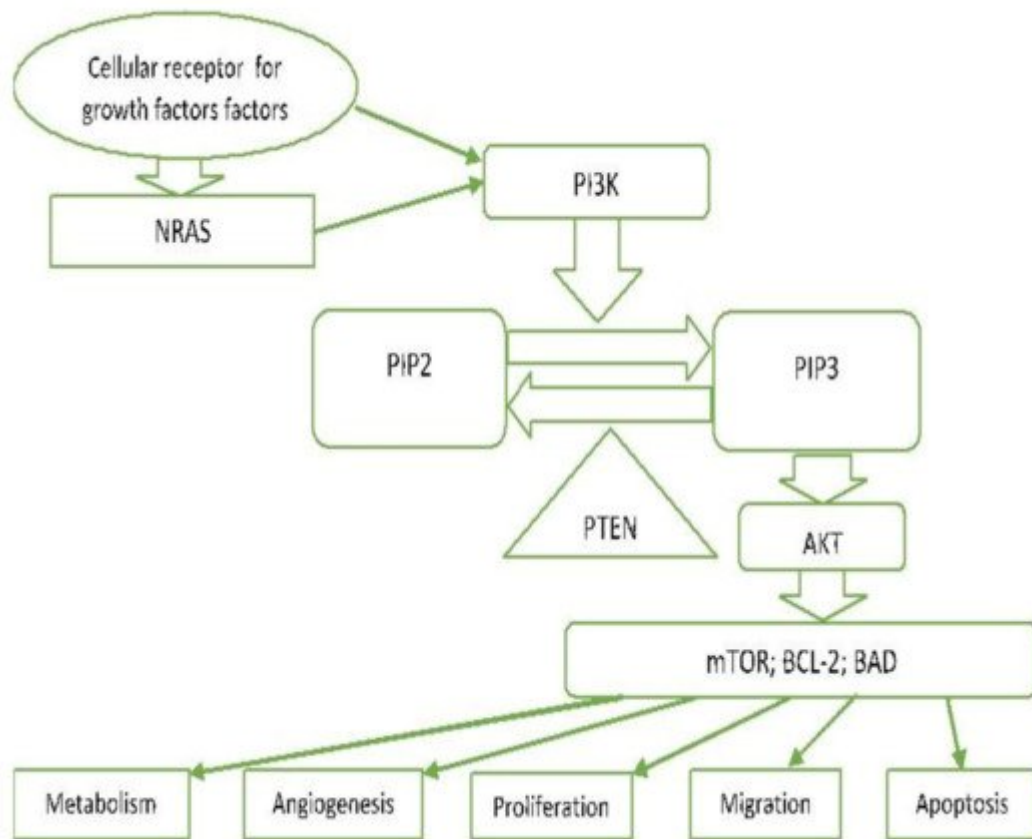 Cellular receptor for
growth factors factors
NRAS
PI3K
PIP2
PIP3
PTEN
AKT
mTOR; BCL-2; BAD
Metabolism
Angiogenesis
Proliferation
Migration
Apoptosis